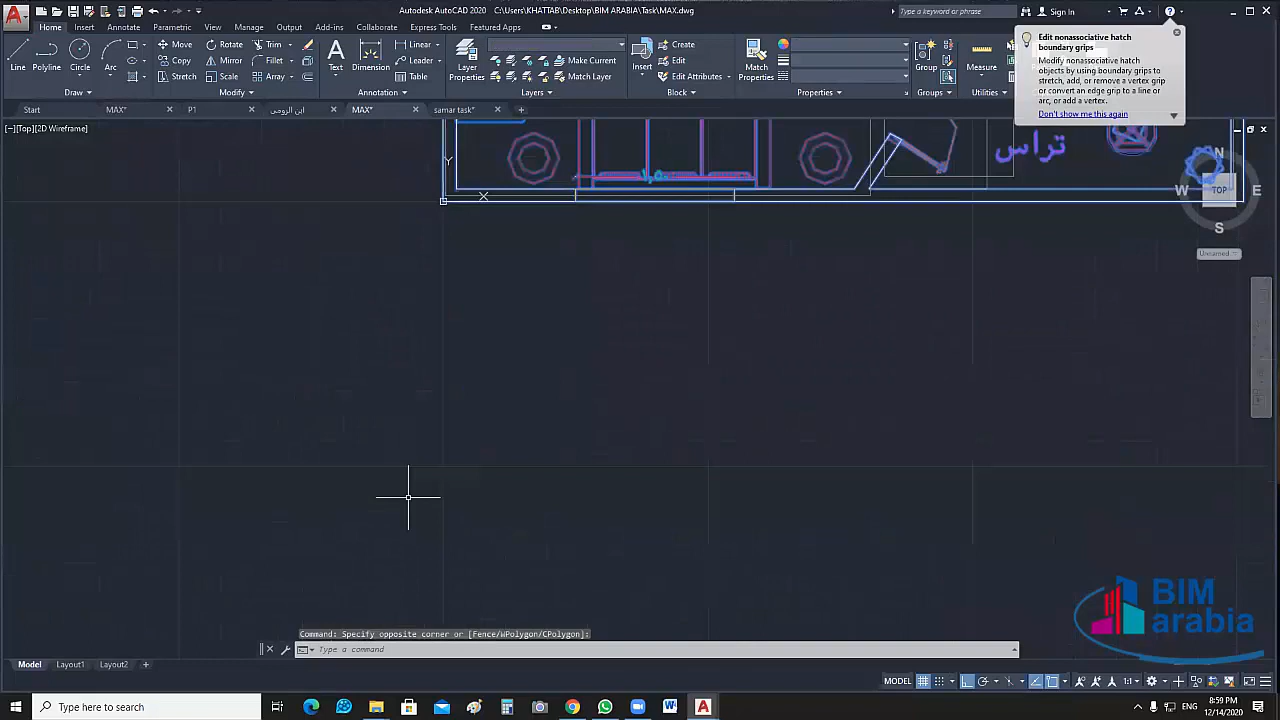 Autodesk AutoCAD 2020 C:\Users\KHATTAB\Desktop\BIM ARABIA\Task\MAX.dwg
Type a keyword or phrase
Sign In
Home Insert Annotate Parametric View Manage Output Add-ins Collaborate Express Tools Featured Apps
Line Polyline Circle Arc
Move Rotate Trim
Copy Mirror Fillet
Stretch Scale Array
Text Dimension Linear Leader Table
Layer Properties Make Current Match Layer
Insert Create Edit Edit Attributes
Match Properties
Group
Measure
Draw Modify Annotation Layers Block Properties Groups Utilities
Edit nonassociative hatch
boundary grips
Modify nonassociative hatch
objects by using boundary grips to
stretch, add, or remove a vertex grip
or convert an edge grip to a line or
arc, or add a vertex.
Don't show me this again
Start MAX* P1 ابن الرومى MAX* samar task*
[−][Top][2D Wireframe]
تراس
١,٥٠
Y
X
N
W TOP E
S
Unnamed
BIM
arabia
Command: Specify opposite corner or [Fence/WPolygon/CPolygon]:
Type a command
Model Layout1 Layout2 +
MODEL 1:1
Type here to search
8:59 PM
12/14/2020